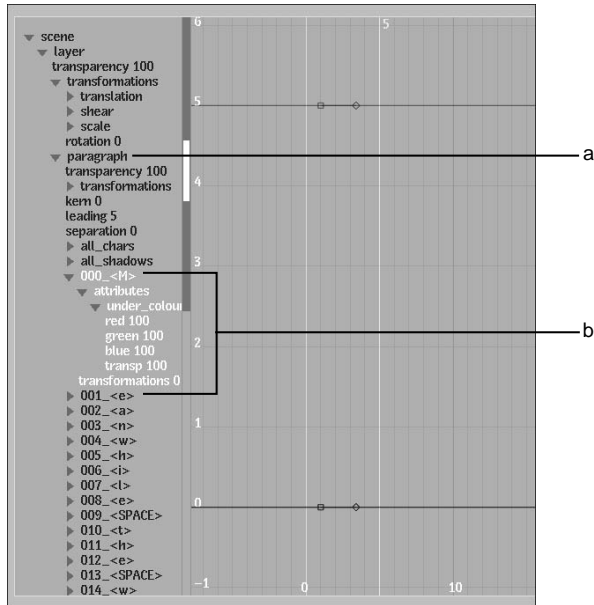 scene
layer
transparency 100
transformations
translation
shear
scale
rotation 0
paragraph
transparency 100
transformations
kern 0
leading 5
separation 0
all_chars
all_shadows
000_<M>
attributes
under_colou
red 100
green 100
blue 100
transp 100
transformations 0
001_<e>
002_<a>
003_<n>
004_<w>
005_<h>
006_<i>
007_<l>
008_<e>
009_<SPACE>
010_<t>
011_<h>
012_<e>
013_<SPACE>
014_<w>
6
5
5
4
3
2
1
0
-1
0
10
a
b